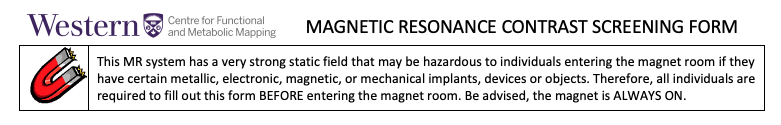 Western Centre for Functional and Metabolic Mapping
MAGNETIC RESONANCE CONTRAST SCREENING FORM
This MR system has a very strong static field that may be hazardous to individuals entering the magnet room if they
have certain metallic, electronic, magnetic, or mechanical implants, devices or objects. Therefore, all individuals are
required to fill out this form BEFORE entering the magnet room. Be advised, the magnet is ALWAYS ON.